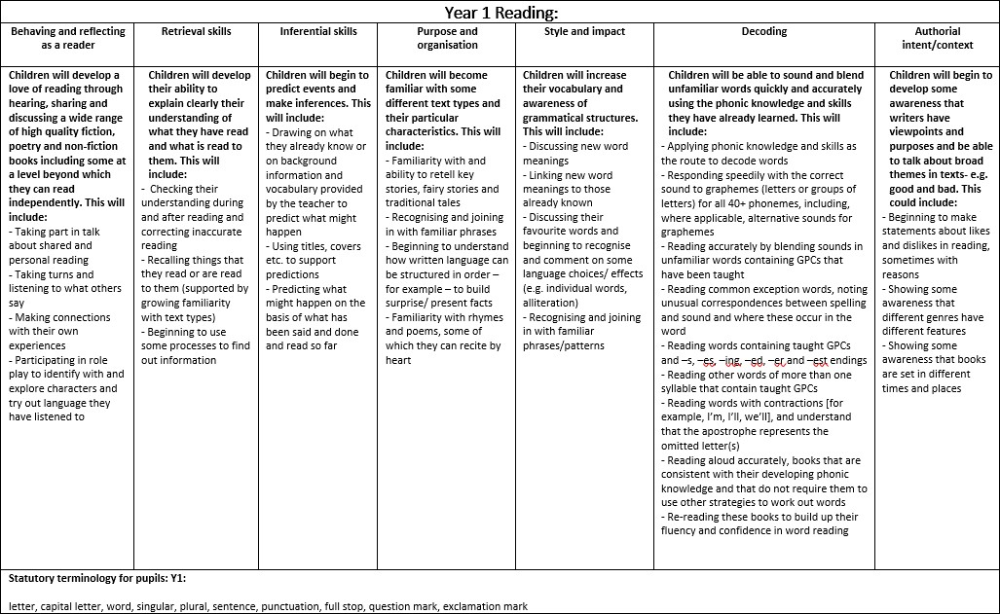 Year 1 Reading:
Behaving and reflecting
as a reader
Retrieval skills
Inferential skills
Purpose and
organisation
Style and impact
Decoding
Authorial
intent/context
Children will develop a
love of reading through
hearing, sharing and
discussing a wide range
of high quality fiction,
poetry and non-fiction
books including some at
a level beyond which
they can read
independently. This will
include:
- Taking part in talk
about shared and
personal reading
- Taking turns and
listening to what others
say
- Making connections
with their own
experiences
- Participating in role
play to identify with and
explore characters and
try out language they
have listened to
Children will develop
their ability to
explain clearly their
understanding of
what they have read
and what is read to
them. This will
include:
- Checking their
understanding during
and after reading and
correcting inaccurate
reading
- Recalling things that
they read or are read
to them (supported by
growing familiarity
with text types)
- Beginning to use
some processes to find
out information
Children will begin to
predict events and
make inferences. This
will include:
- Drawing on what
they already know or
on background
information and
vocabulary provided
by the teacher to
predict what might
happen
- Using titles, covers
etc. to support
predictions
- Predicting what
might happen on the
basis of what has
been said and done
and read so far
Children will become
familiar with some
different text types and
their particular
characteristics. This will
include:
- Familiarity with and
ability to retell key
stories, fairy stories and
traditional tales
- Recognising and joining
in with familiar phrases
- Beginning to understand
how written language can
be structured in order –
for example – to build
surprise/ present facts
- Familiarity with rhymes
and poems, some of
which they can recite by
heart
Children will increase
their vocabulary and
awareness of
grammatical structures.
This will include:
- Discussing new word
meanings
- Linking new word
meanings to those
already known
- Discussing their
favourite words and
beginning to recognise
and comment on some
language choices/ effects
(e.g. individual words,
alliteration)
- Recognising and joining
in with familiar
phrases/patterns
Children will be able to sound and blend
unfamiliar words quickly and accurately
using the phonic knowledge and skills
they have already learned. This will
include:
- Applying phonic knowledge and skills as
the route to decode words
- Responding speedily with the correct
sound to graphemes (letters or groups of
letters) for all 40+ phonemes, including,
where applicable, alternative sounds for
graphemes
- Reading accurately by blending sounds in
unfamiliar words containing GPCs that
have been taught
- Reading common exception words, noting
unusual correspondences between spelling
and sound and where these occur in the
word
- Reading words containing taught GPCs
and –s, –es, –ing, –ed, –er and –est endings
- Reading other words of more than one
syllable that contain taught GPCs
- Reading words with contractions [for
example, I’m, I’ll, we’ll], and understand
that the apostrophe represents the
omitted letter(s)
- Reading aloud accurately, books that are
consistent with their developing phonic
knowledge and that do not require them to
use other strategies to work out words
- Re-reading these books to build up their
fluency and confidence in word reading
Children will begin to
develop some
awareness that
writers have
viewpoints and
purposes and be able
to talk about broad
themes in texts- e.g.
good and bad. This
could include:
- Beginning to make
statements about likes
and dislikes in reading,
sometimes with
reasons
- Showing some
awareness that
different genres have
different features
- Showing some
awareness that books
are set in different
times and places
Statutory terminology for pupils: Y1:
letter, capital letter, word, singular, plural, sentence, punctuation, full stop, question mark, exclamation mark